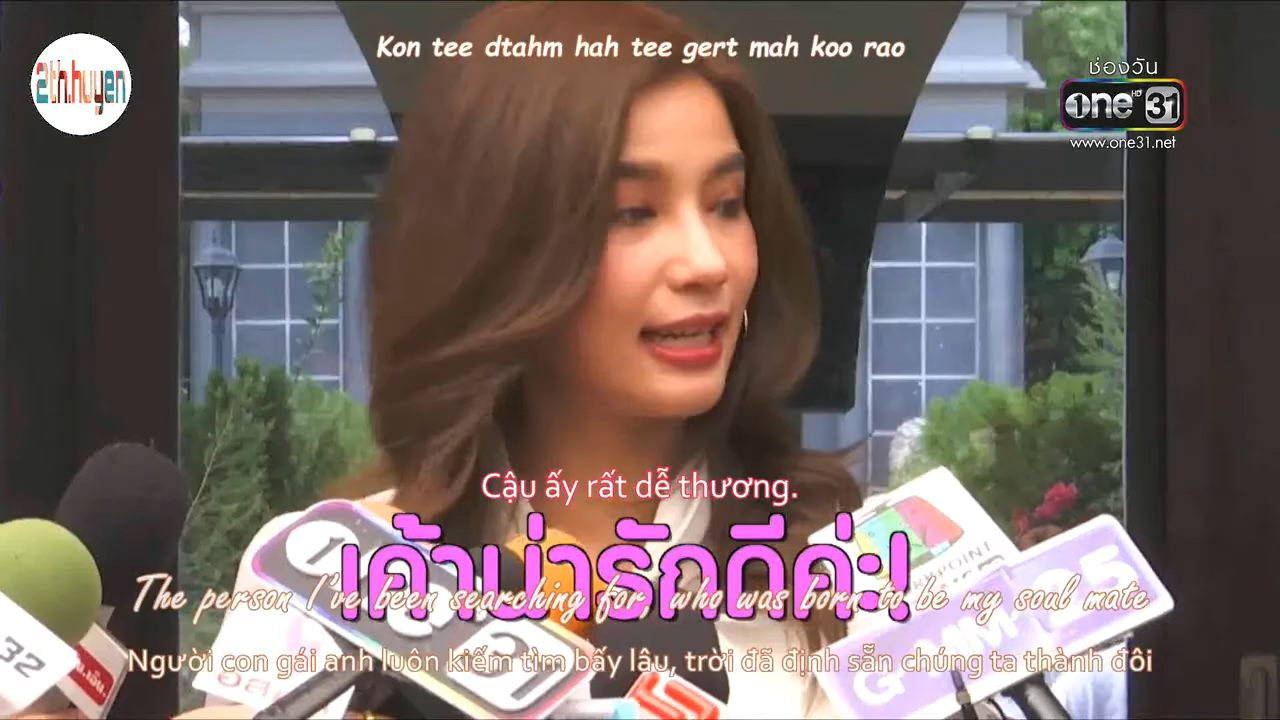 Kon tee dtahm hah tee gert mah koo rao
2th.huyen
ช่องวัน
one HD 31
www.one31.net
Cậu ấy rất dễ thương.
เค้าน่ารักดีค่ะ!
The person I've been searching for, who was born to be my soul mate
Người con gái anh luôn kiếm tìm bấy lâu, trời đã định sẵn chúng ta thành đôi
32
GMM 25